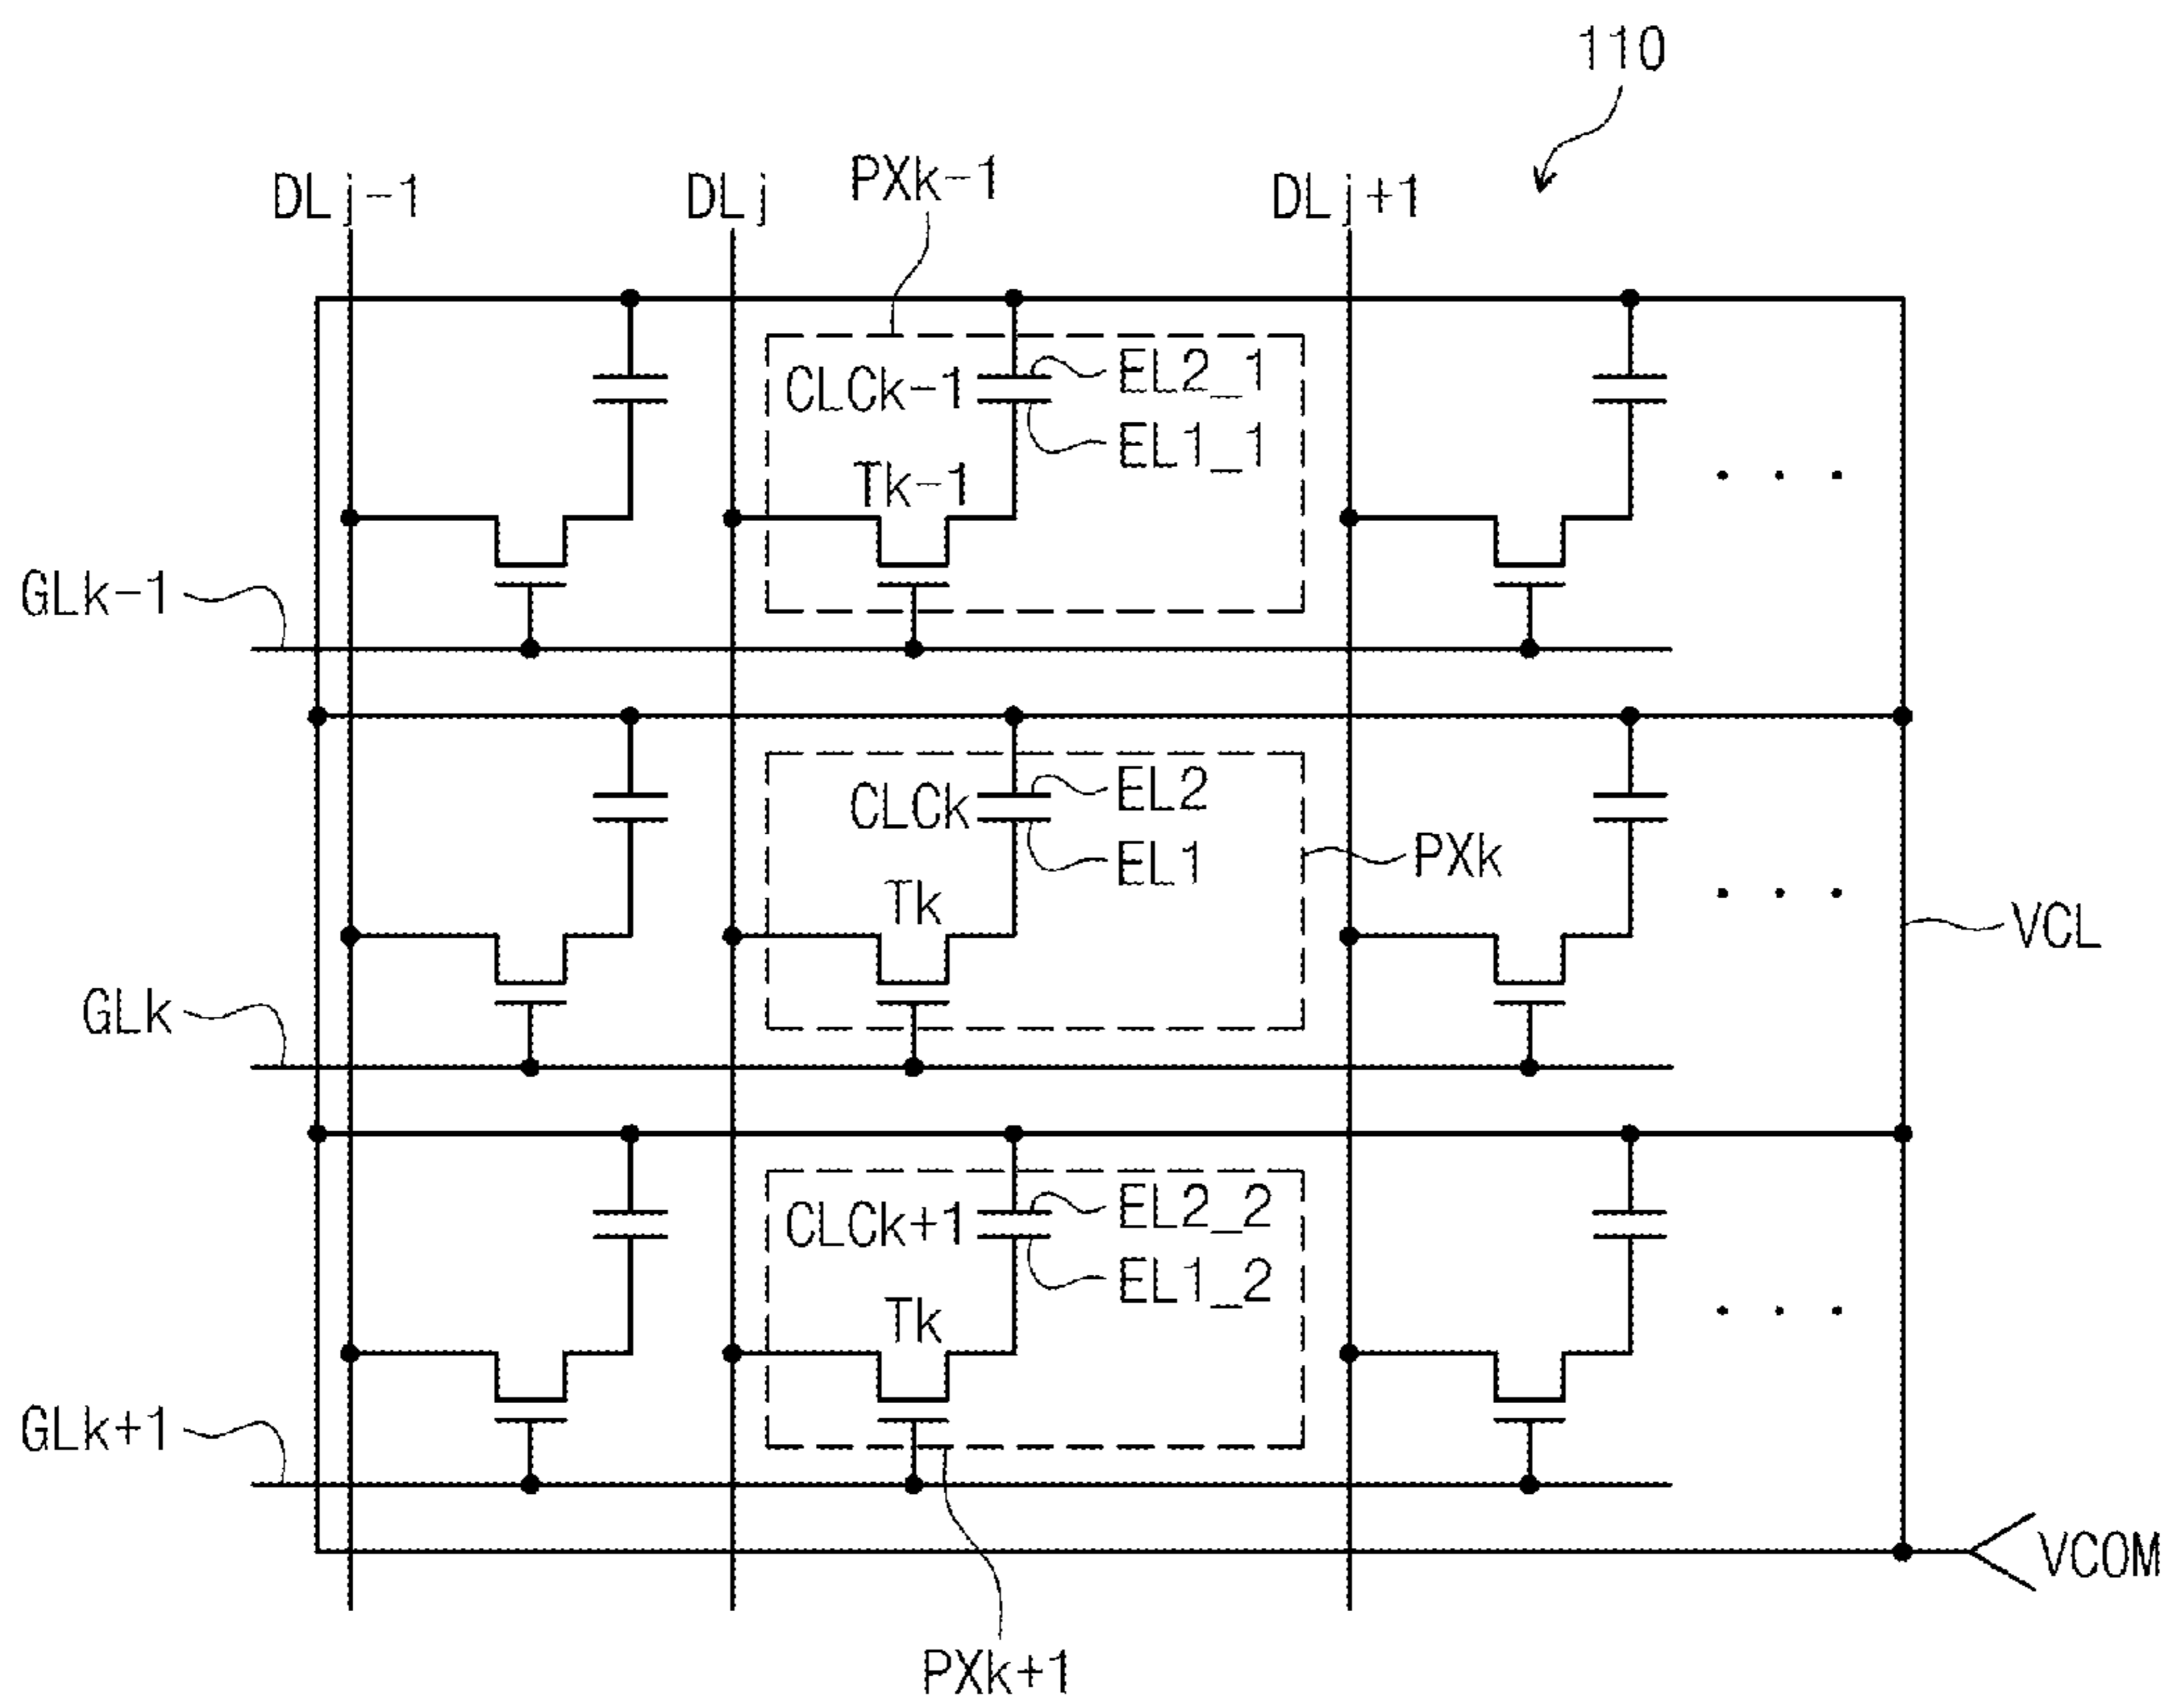 110
PXk-1
DLj-1
DLj
DLj+1
CLCk-1
EL2_1
EL1_1
Tk-1
GLk-1
CLCk
EL2
EL1
PXk
Tk
VCL
GLk
CLCk+1
EL2_2
EL1_2
Tk
GLk+1
VCOM
PXk+1